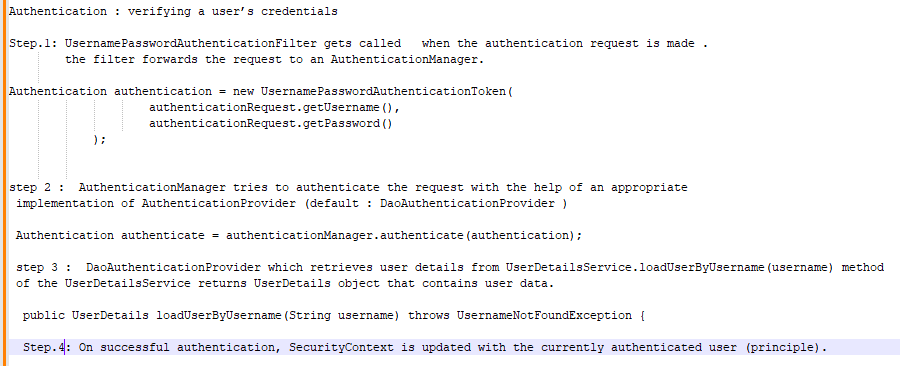 Authentication : verifying a user’s credentials
Step.1: UsernamePasswordAuthenticationFilter gets called when the authentication request is made .
the filter forwards the request to an AuthenticationManager.
Authentication authentication = new UsernamePasswordAuthenticationToken(
authenticationRequest.getUsername(),
authenticationRequest.getPassword()
);
step 2 : AuthenticationManager tries to authenticate the request with the help of an appropriate
implementation of AuthenticationProvider (default : DaoAuthenticationProvider )
Authentication authenticate = authenticationManager.authenticate(authentication);
step 3 : DaoAuthenticationProvider which retrieves user details from UserDetailsService.loadUserByUsername(username) method
of the UserDetailsService returns UserDetails object that contains user data.
public UserDetails loadUserByUsername(String username) throws UsernameNotFoundException {
Step.4: On successful authentication, SecurityContext is updated with the currently authenticated user (principle).